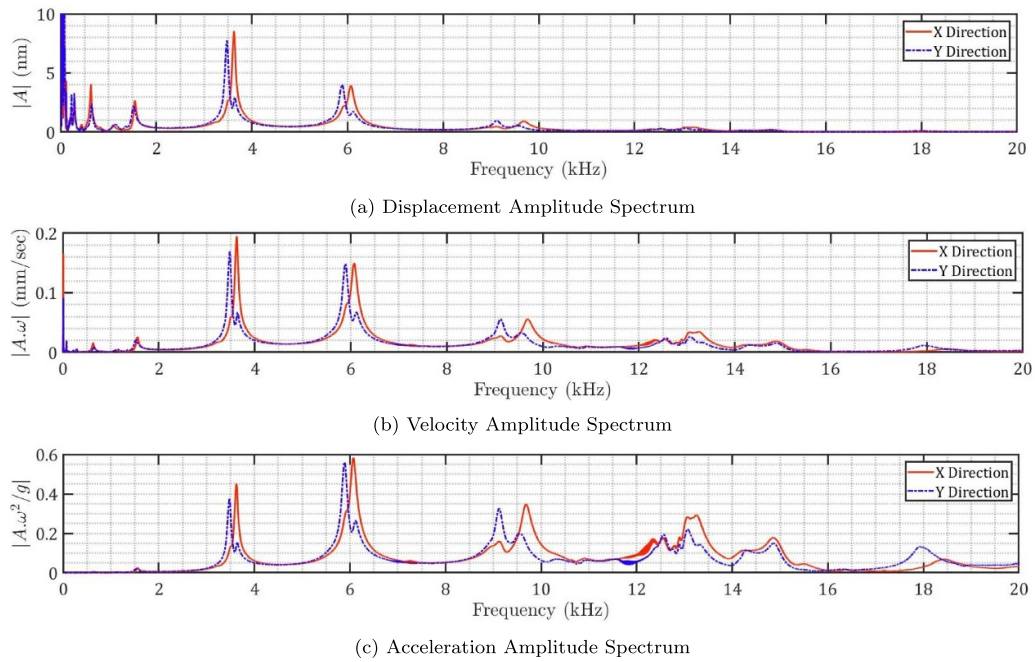 10
5
0
|A| (nm)
X Direction
Y Direction
0 2 4 6 8 10 12 14 16 18 20
Frequency (kHz)
(a) Displacement Amplitude Spectrum
0.2
0.1
0
|A.ω| (mm/sec)
X Direction
Y Direction
0 2 4 6 8 10 12 14 16 18 20
Frequency (kHz)
(b) Velocity Amplitude Spectrum
0.6
0.4
0.2
0
|A.ω²/g|
X Direction
Y Direction
0 2 4 6 8 10 12 14 16 18 20
Frequency (kHz)
(c) Acceleration Amplitude Spectrum